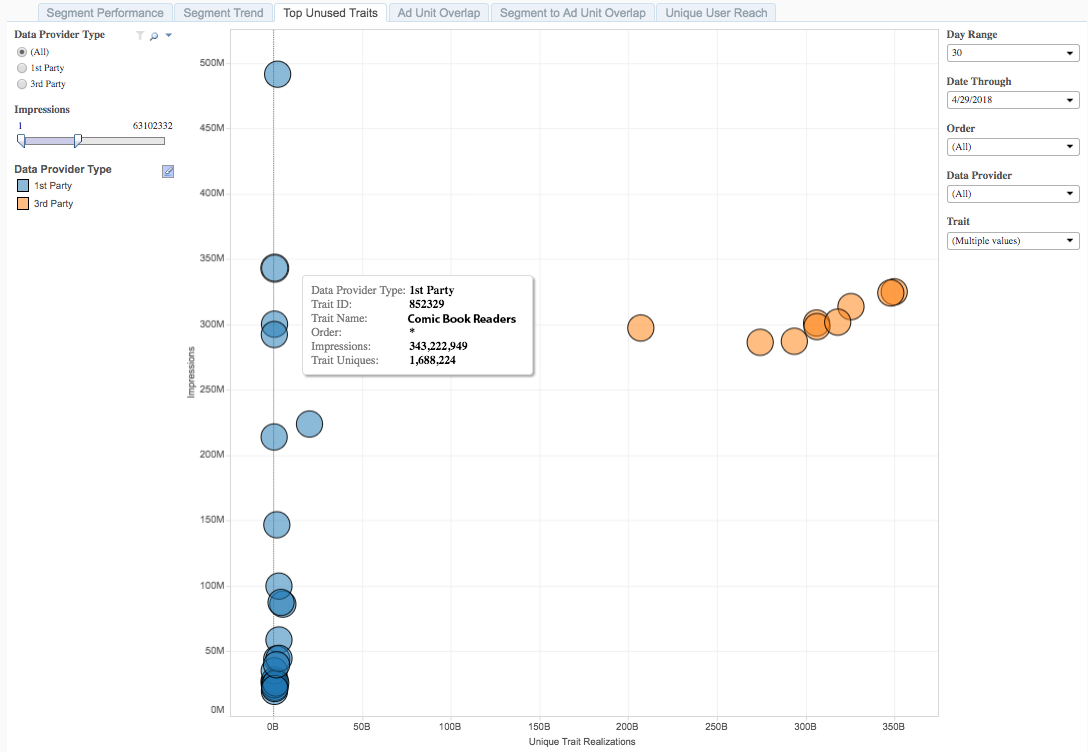 Segment Performance
Segment Trend
Top Unused Traits
Ad Unit Overlap
Segment to Ad Unit Overlap
Unique User Reach
Data Provider Type
(All)
1st Party
3rd Party
Impressions
1
63102332
Data Provider Type
1st Party
3rd Party
Impressions
500M
450M
400M
350M
300M
250M
200M
150M
100M
50M
0M
Data Provider Type: 1st Party
Trait ID: 852329
Trait Name: Comic Book Readers
Order: *
Impressions: 343,222,949
Trait Uniques: 1,688,224
0B
50B
100B
150B
200B
250B
300B
350B
Unique Trait Realizations
Day Range
30
Date Through
4/29/2018
Order
(All)
Data Provider
(All)
Trait
(Multiple values)